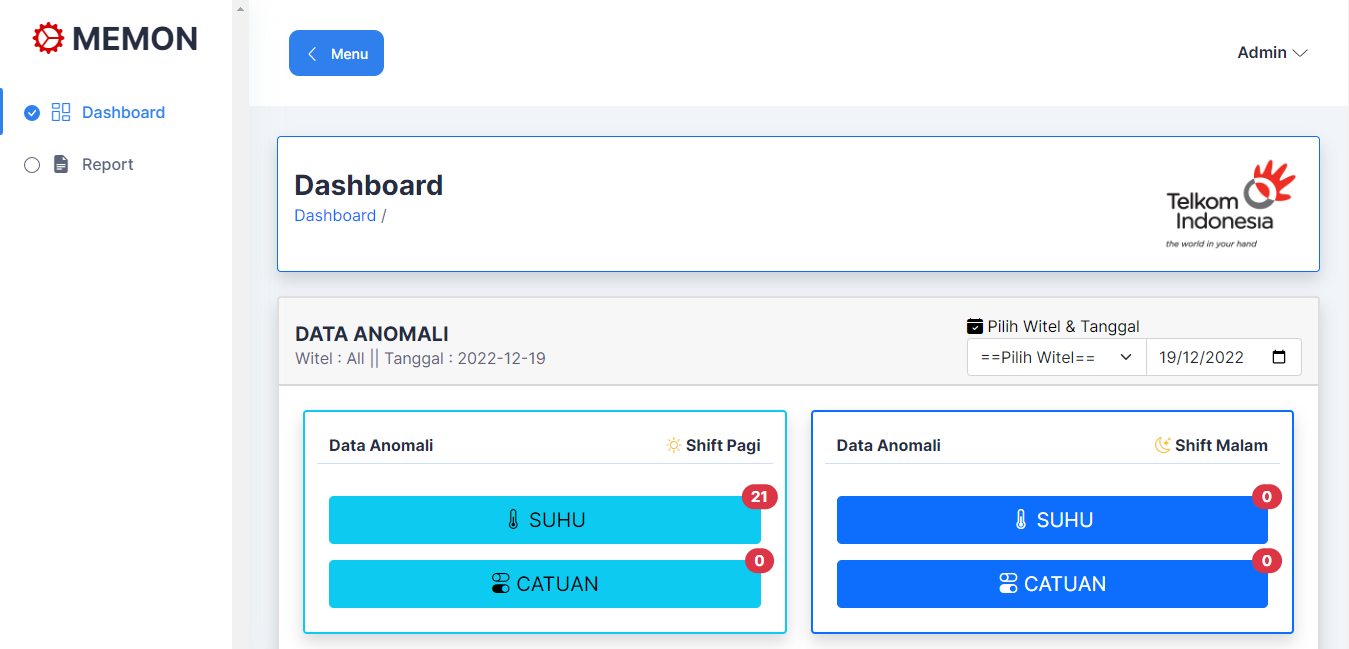 MEMON
Menu
Admin
Dashboard
Report
Dashboard
Dashboard /
Telkom
Indonesia
the world in your hand
DATA ANOMALI
Witel : All || Tanggal : 2022-12-19
Pilih Witel & Tanggal
==Pilih Witel==
19/12/2022
Data Anomali
Shift Pagi
21
SUHU
0
CATUAN
Data Anomali
Shift Malam
0
SUHU
0
CATUAN